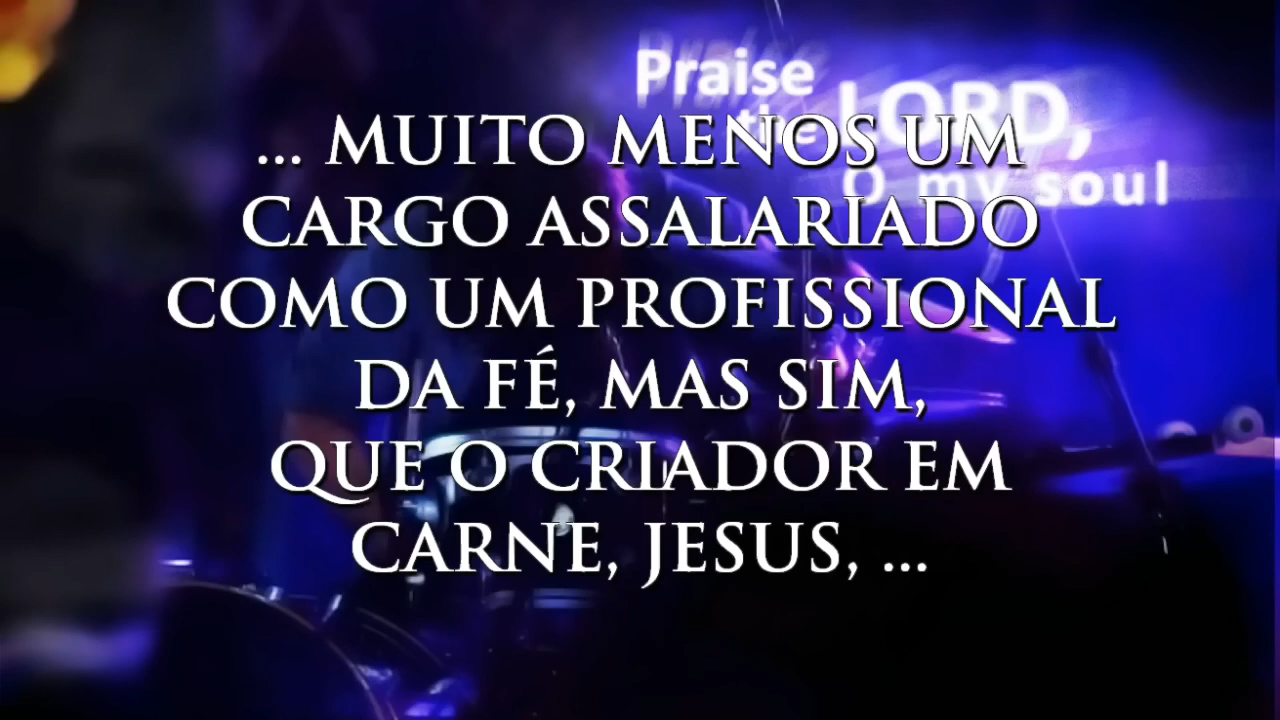 Praise
the LORD,
O my soul
... MUITO MENOS UM
CARGO ASSALARIADO
COMO UM PROFISSIONAL
DA FÉ, MAS SIM,
QUE O CRIADOR EM
CARNE, JESUS, ...